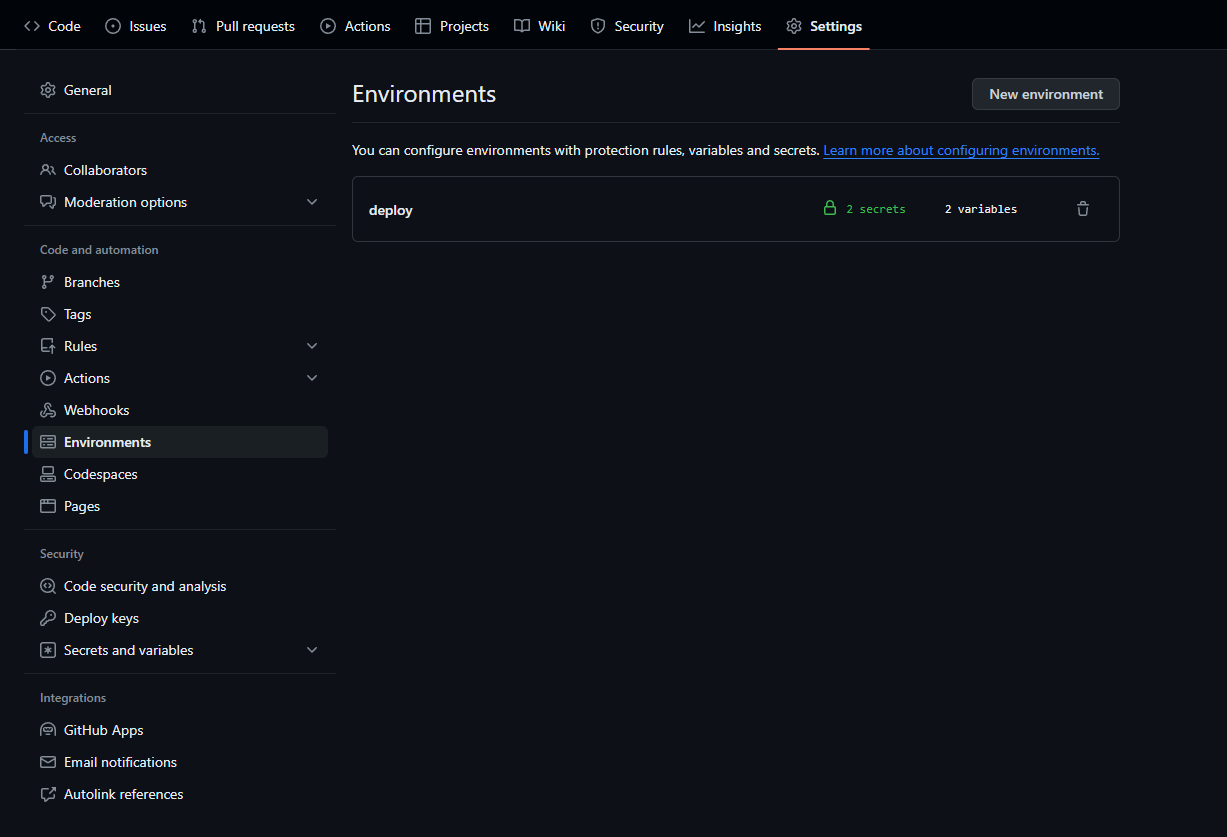 Code Issues Pull requests Actions Projects Wiki Security Insights Settings
General
Access
Collaborators
Moderation options
Code and automation
Branches
Tags
Rules
Actions
Webhooks
Environments
Codespaces
Pages
Security
Code security and analysis
Deploy keys
Secrets and variables
Integrations
GitHub Apps
Email notifications
Autolink references
Environments
New environment
You can configure environments with protection rules, variables and secrets. Learn more about configuring environments.
deploy 2 secrets 2 variables